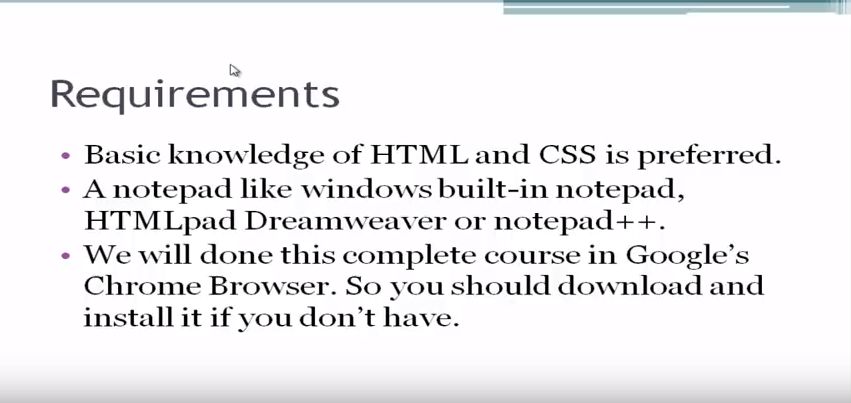 Requirements
• Basic knowledge of HTML and CSS is preferred.
• A notepad like windows built-in notepad,
HTMLpad Dreamweaver or notepad++.
• We will done this complete course in Google's
Chrome Browser. So you should download and
install it if you don't have.